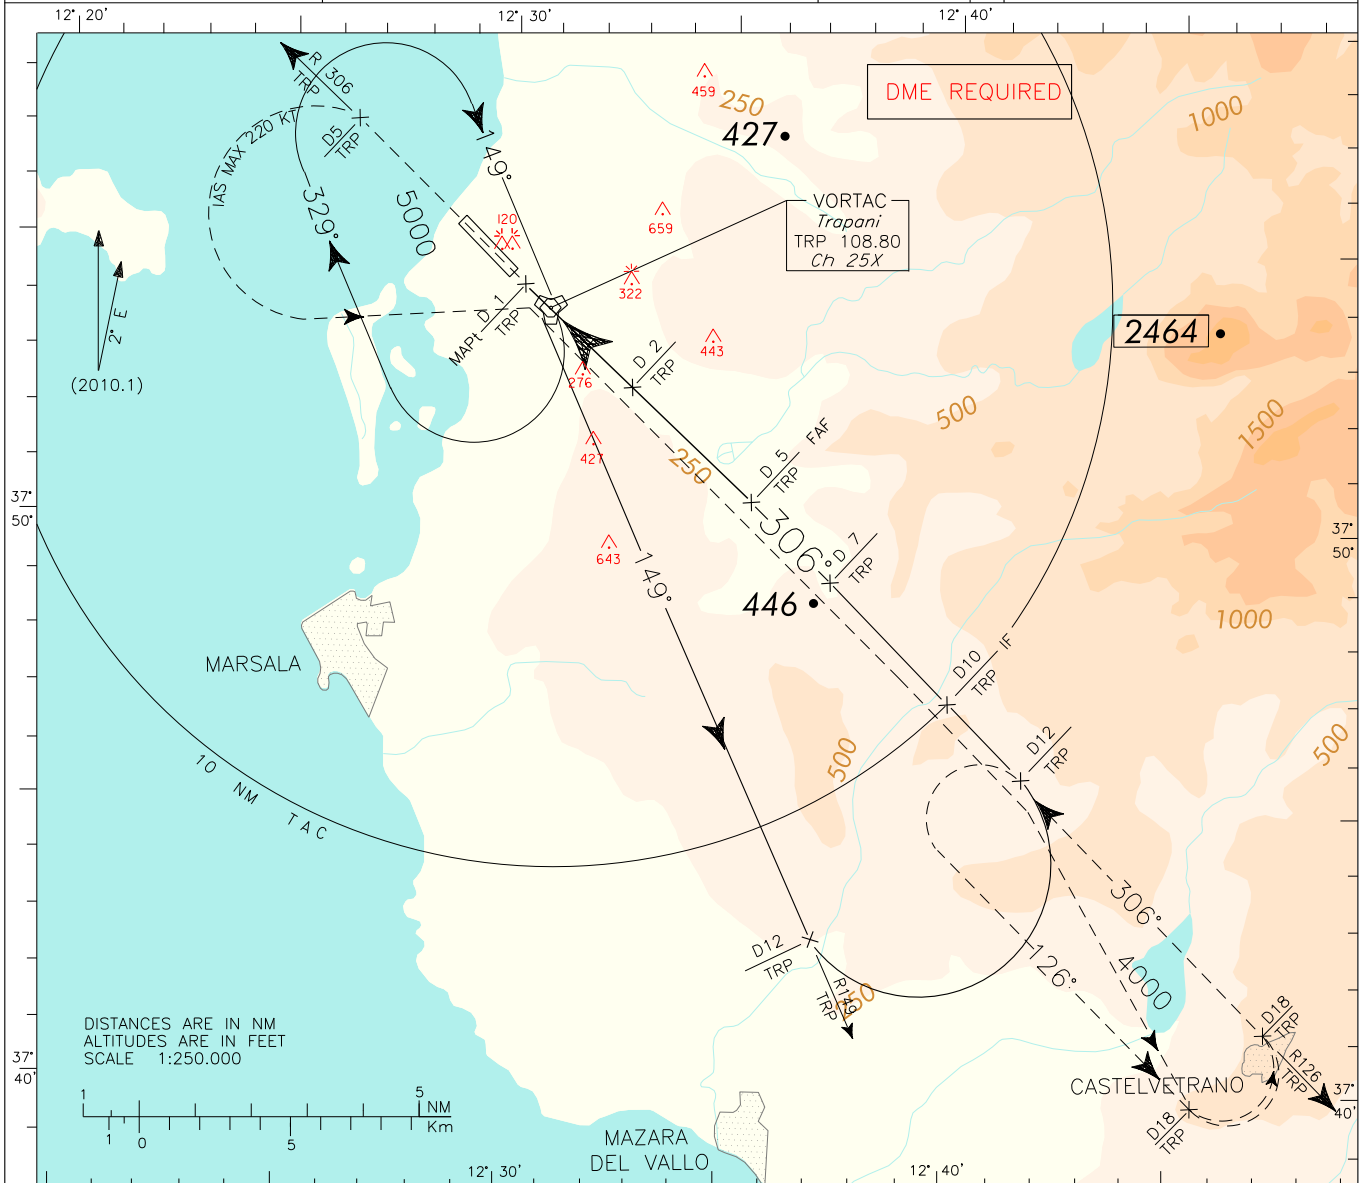 12° 20'
12° 30'
12° 40'
R 306
TRP
D5
TRP
IAS MAX 220 KT
149°
329°
5000
459
250
427
DME REQUIRED
1000
120
659
VORTAC
Trapani
TRP 108.80
Ch 25X
322
2° E
(2010.1)
MAPt D 1
TRP
D 2
TRP
443
2464
276
427
250
D 5 FAF
TRP
500
1500
37°
50'
37°
50'
306°
D 7
TRP
643
149°
446
1000
MARSALA
D10 IF
TRP
500
D12
TRP
500
10 NM TAC
306°
D12
TRP
126°
4000
R149
TRP
250
DISTANCES ARE IN NM
ALTITUDES ARE IN FEET
SCALE 1:250.000
D18
TRP
R126
TRP
37°
40'
CASTELVETRANO
37°
40'
1 5 NM
Km
1 0 5
D18
TRP
MAZARA
DEL VALLO
12° 30'
12° 40'